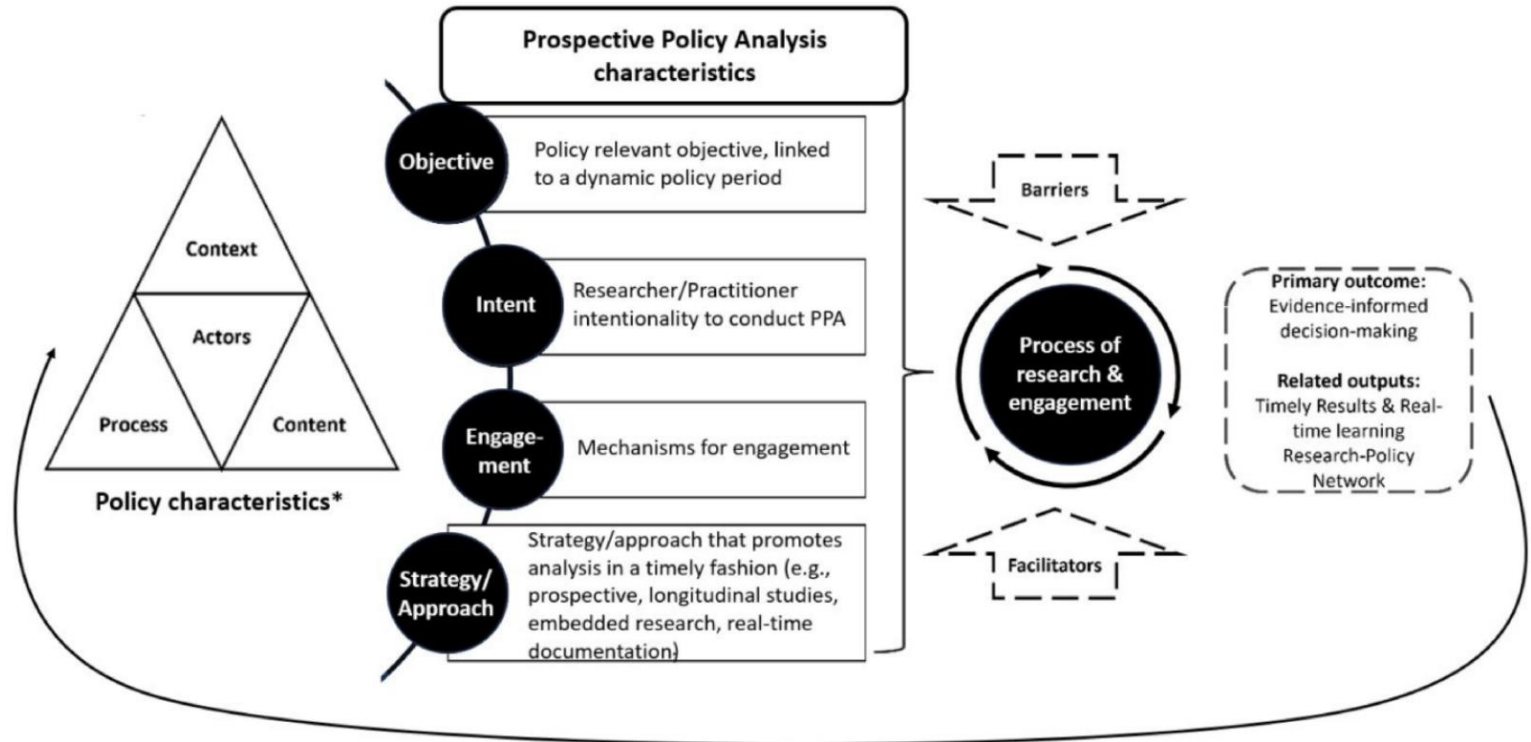 Prospective Policy Analysis
characteristics
Context
Actors
Process
Content
Policy characteristics*
Objective
Policy relevant objective, linked
to a dynamic policy period
Intent
Researcher/Practitioner
intentionality to conduct PPA
Engage-
ment
Mechanisms for engagement
Strategy/
Approach
Strategy/approach that promotes
analysis in a timely fashion (e.g.,
prospective, longitudinal studies,
embedded research, real-time
documentation)
Barriers
Process of
research &
engagement
Facilitators
Primary outcome:
Evidence-informed
decision-making
Related outputs:
Timely Results & Real-
time learning
Research-Policy
Network